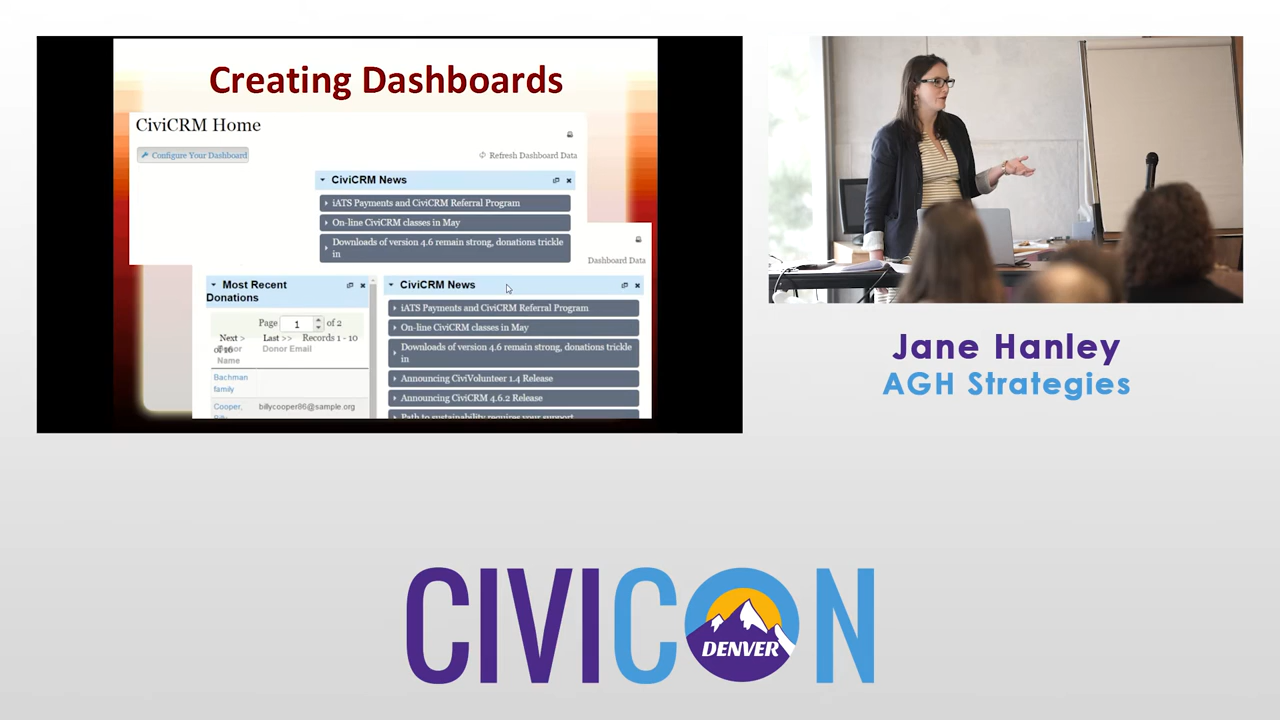 Creating Dashboards
CiviCRM Home
Configure Your Dashboard
Refresh Dashboard Data
CiviCRM News
iATS Payments and CiviCRM Referral Program
On-line CiviCRM classes in May
Downloads of version 4.6 remain strong, donations trickle
in
Dashboard Data
Most Recent
Donations
Page 1 of 2
Next > Last >> Records 1 - 10
Donor Email
Name
Bachman
family
Cooper, billycooper86@sample.org
CiviCRM News
iATS Payments and CiviCRM Referral Program
On-line CiviCRM classes in May
Downloads of version 4.6 remain strong, donations trickle
in
Announcing CiviVolunteer 1.4 Release
Announcing CiviCRM 4.6.2 Release
Path to sustainability requires your support
Jane Hanley
AGH Strategies
CIVICON
DENVER